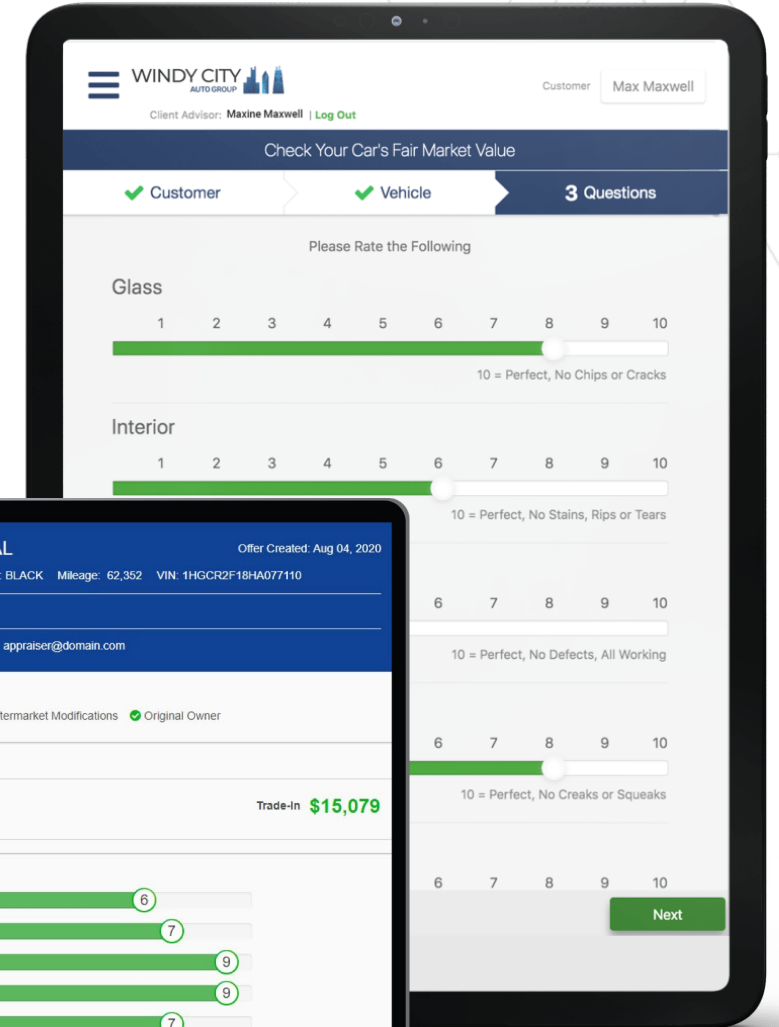 WINDY CITY
AUTO GROUP
Customer Max Maxwell
Client Advisor: Maxine Maxwell | Log Out
Check Your Car's Fair Market Value
Customer Vehicle 3 Questions
Please Rate the Following
Glass
1 2 3 4 5 6 7 8 9 10
10 = Perfect, No Chips or Cracks
Interior
1 2 3 4 5 6 7 8 9 10
10 = Perfect, No Stains, Rips or Tears
6 7 8 9 10
10 = Perfect, No Defects, All Working
6 7 8 9 10
10 = Perfect, No Creaks or Squeaks
6 7 8 9 10
Next
AL
Offer Created: Aug 04, 2020
: BLACK Mileage: 62,352 VIN: 1HGCR2F18HA077110
appraiser@domain.com
termarket Modifications Original Owner
Trade-In $15,079
6
7
9
9
7